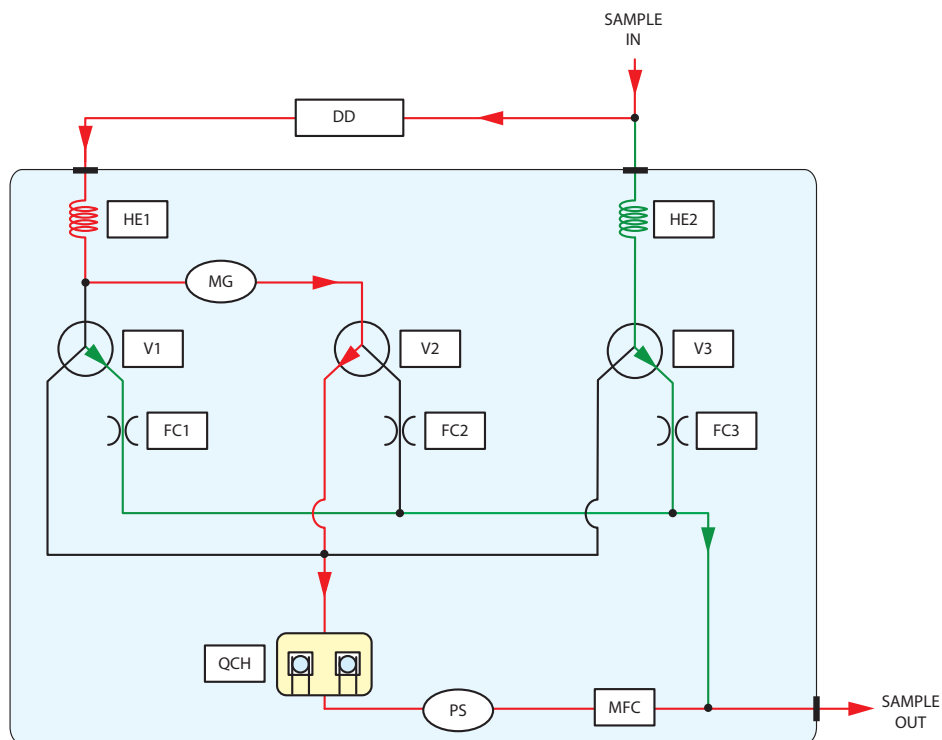 SAMPLE
IN
DD
HE1
HE2
MG
V1
V2
V3
FC1
FC2
FC3
QCH
PS
MFC
SAMPLE
OUT